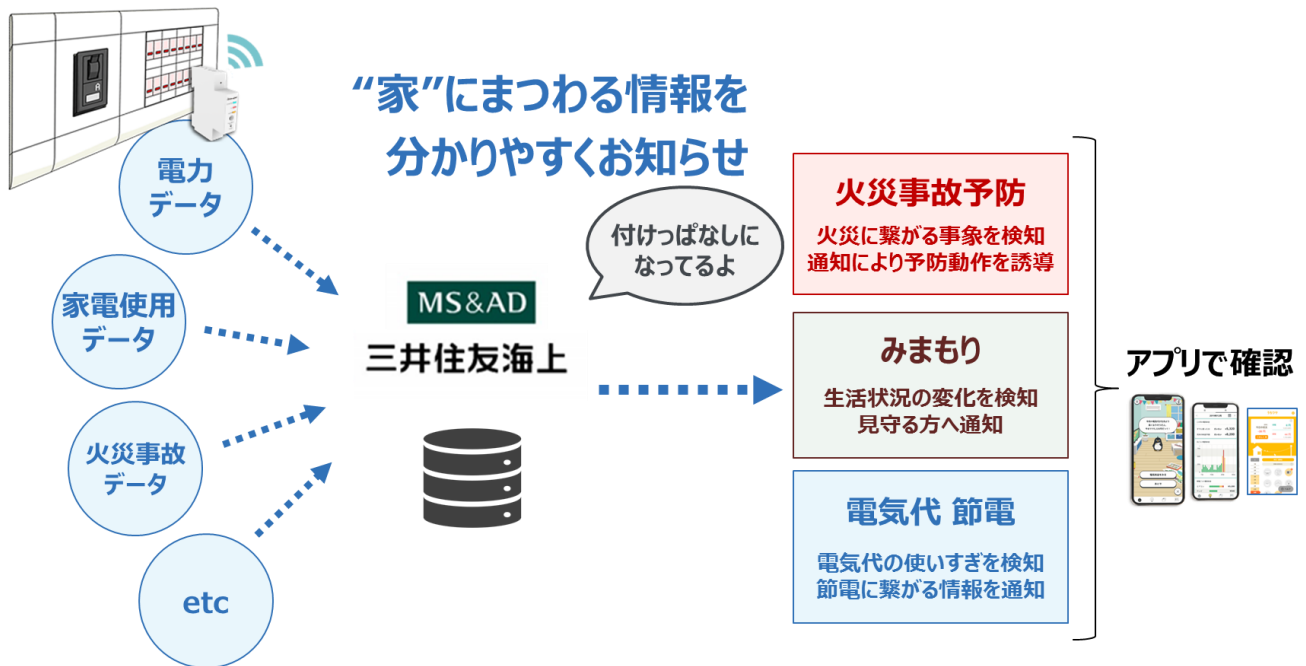 “家”にまつわる情報を
分かりやすくお知らせ
電力
データ
家電使用
データ
火災事故
データ
etc
MS&AD
三井住友海上
付けっぱなしに
なってるよ
火災事故予防
火災に繋がる事象を検知
通知により予防動作を誘導
みまもり
生活状況の変化を検知
見守る方へ通知
電気代 節電
電気代の使いすぎを検知
節電に繋がる情報を通知
アプリで確認